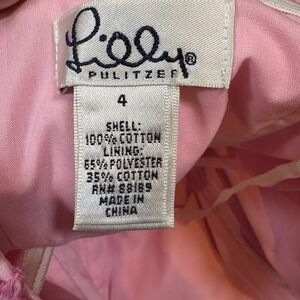 Lilly®
PULITZER
4
SHELL:
100% COTTON
LINING:
65% POLYESTER
35% COTTON
RN# 88189
MADE IN
CHINA